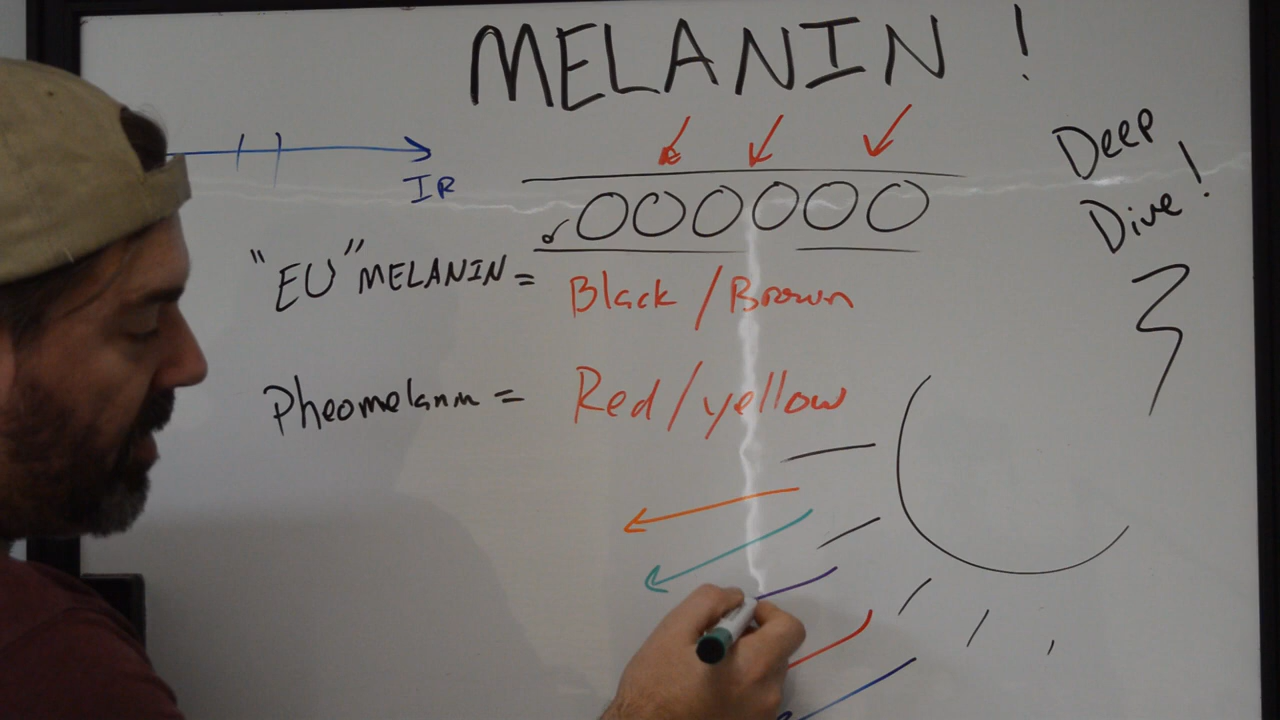 MELANIN!
Deep
Dive!
IR
"EU" MELANIN = Black/Brown
Pheomelanin = Red/yellow